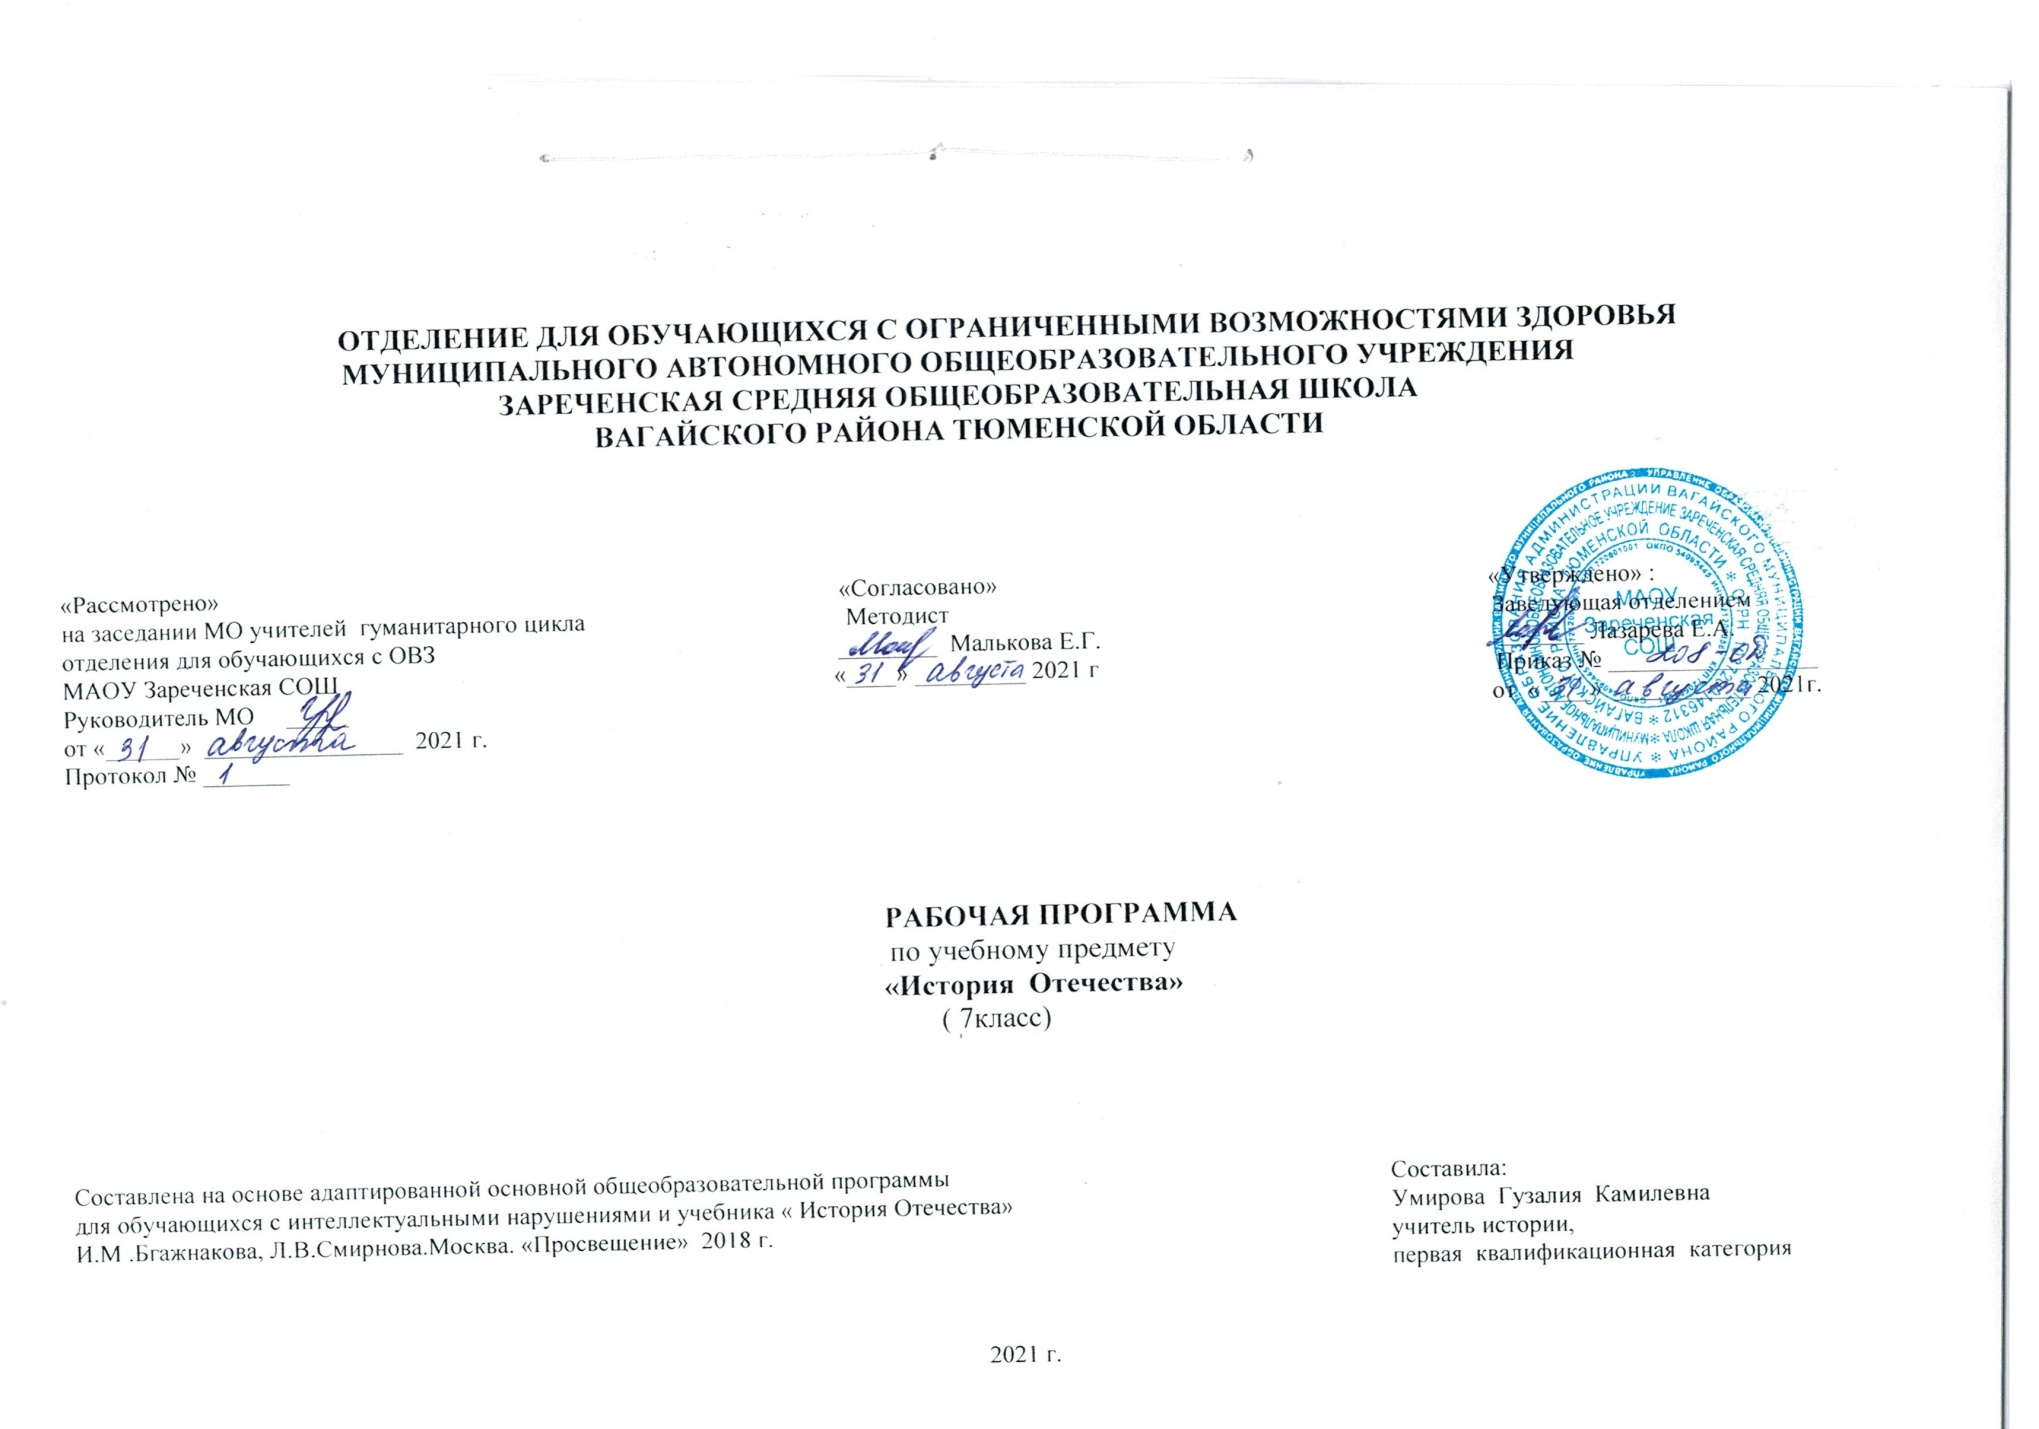 ОТДЕЛЕНИЕ ДЛЯ ОБУЧАЮЩИХСЯ С ОГРАНИЧЕННЫМИ ВОЗМОЖНОСТЯМИ ЗДОРОВЬЯ
МУНИЦИПАЛЬНОГО АВТОНОМНОГО ОБЩЕОБРАЗОВАТЕЛЬНОГО УЧРЕЖДЕНИЯ
ЗАРЕЧЕНСКАЯ СРЕДНЯЯ ОБЩЕОБРАЗОВАТЕЛЬНАЯ ШКОЛА
ВАГАЙСКОГО РАЙОНА ТЮМЕНСКОЙ ОБЛАСТИ
«Рассмотрено»
на заседании МО учителей гуманитарного цикла
отделения для обучающихся с ОВЗ
МАОУ Зареченская СОШ
Руководитель МО
от « 31 » августа 2021 г.
Протокол № 1
«Согласовано»
Методист
Малькова Е.Г.
« 31 » августа 2021 г
«Утверждено» :
Заведующая отделением
Лазарева Е.А.
Приказ №
от « 31 » августа 2021г.
МАОУ
Зареченская
СОШ
РАБОЧАЯ ПРОГРАММА
по учебному предмету
«История Отечества»
( 7класс)
Составлена на основе адаптированной основной общеобразовательной программы
для обучающихся с интеллектуальными нарушениями и учебника « История Отечества»
И.М .Бгажнакова, Л.В.Смирнова.Москва. «Просвещение» 2018 г.
Составила:
Умирова Гузалия Камилевна
учитель истории,
первая квалификационная категория
2021 г.